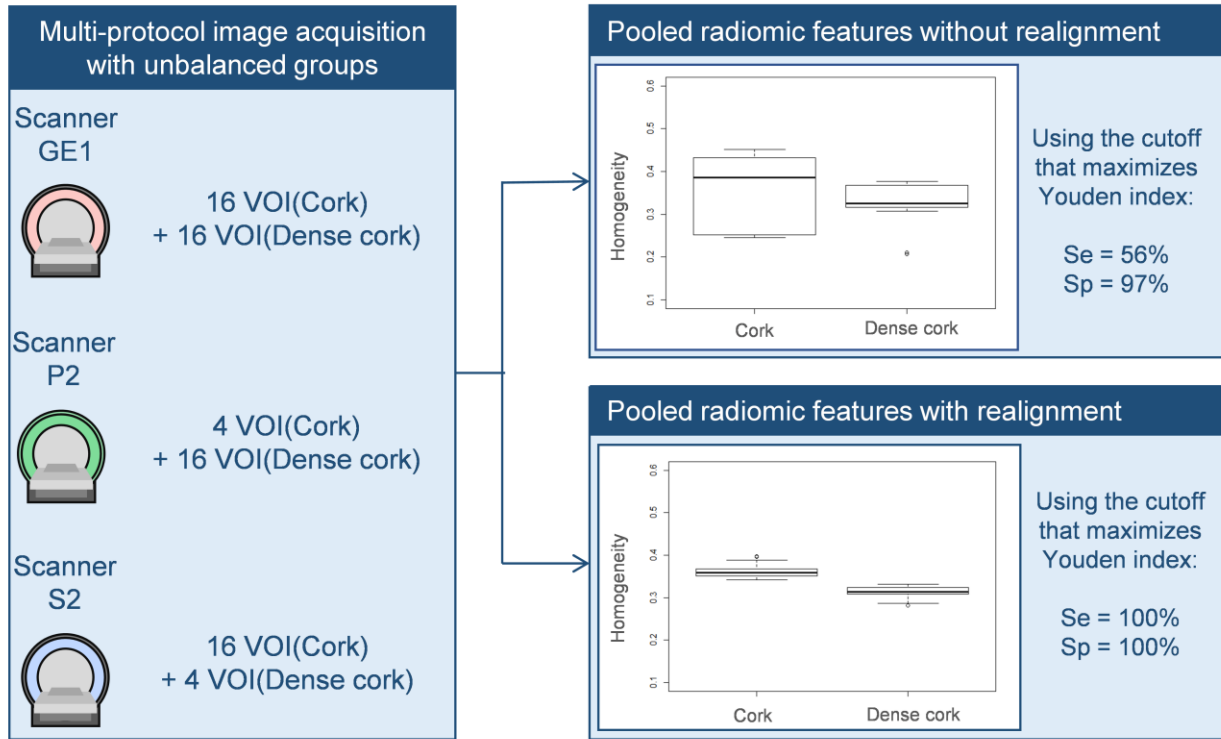 Multi-protocol image acquisition
with unbalanced groups
Scanner
GE1
16 VOI(Cork)
+ 16 VOI(Dense cork)
Scanner
P2
4 VOI(Cork)
+ 16 VOI(Dense cork)
Scanner
S2
16 VOI(Cork)
+ 4 VOI(Dense cork)
Pooled radiomic features without realignment
Homogeneity
0.6
0.5
0.4
0.3
0.2
0.1
Cork Dense cork
Using the cutoff
that maximizes
Youden index:
Se = 56%
Sp = 97%
Pooled radiomic features with realignment
Homogeneity
0.6
0.5
0.4
0.3
0.2
0.1
Cork Dense cork
Using the cutoff
that maximizes
Youden index:
Se = 100%
Sp = 100%